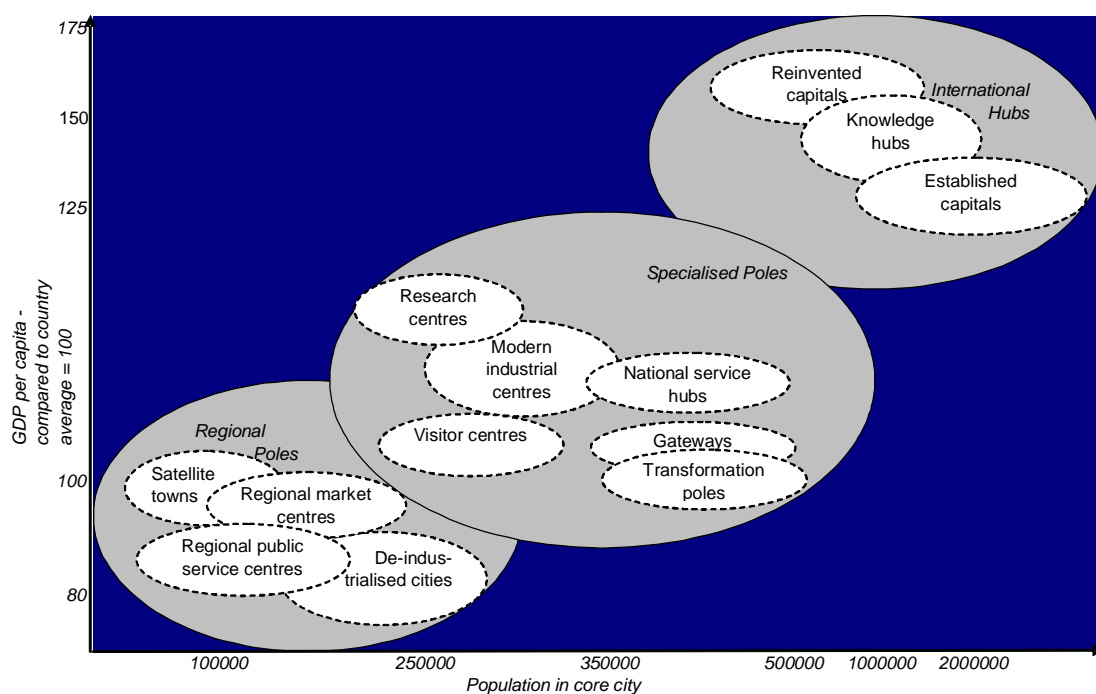 175
150
125
100
80
GDP per capita -
compared to country
average = 100
Reinvented
capitals
International
Hubs
Knowledge
hubs
Established
capitals
Specialised Poles
Research
centres
Modern
industrial
centres
National service
hubs
Visitor centres
Gateways
Transformation
poles
Regional
Poles
Satellite
towns
Regional market
centres
Regional public
service centres
De-indus-
trialised cities
100000 250000 350000 500000 1000000 2000000
Population in core city